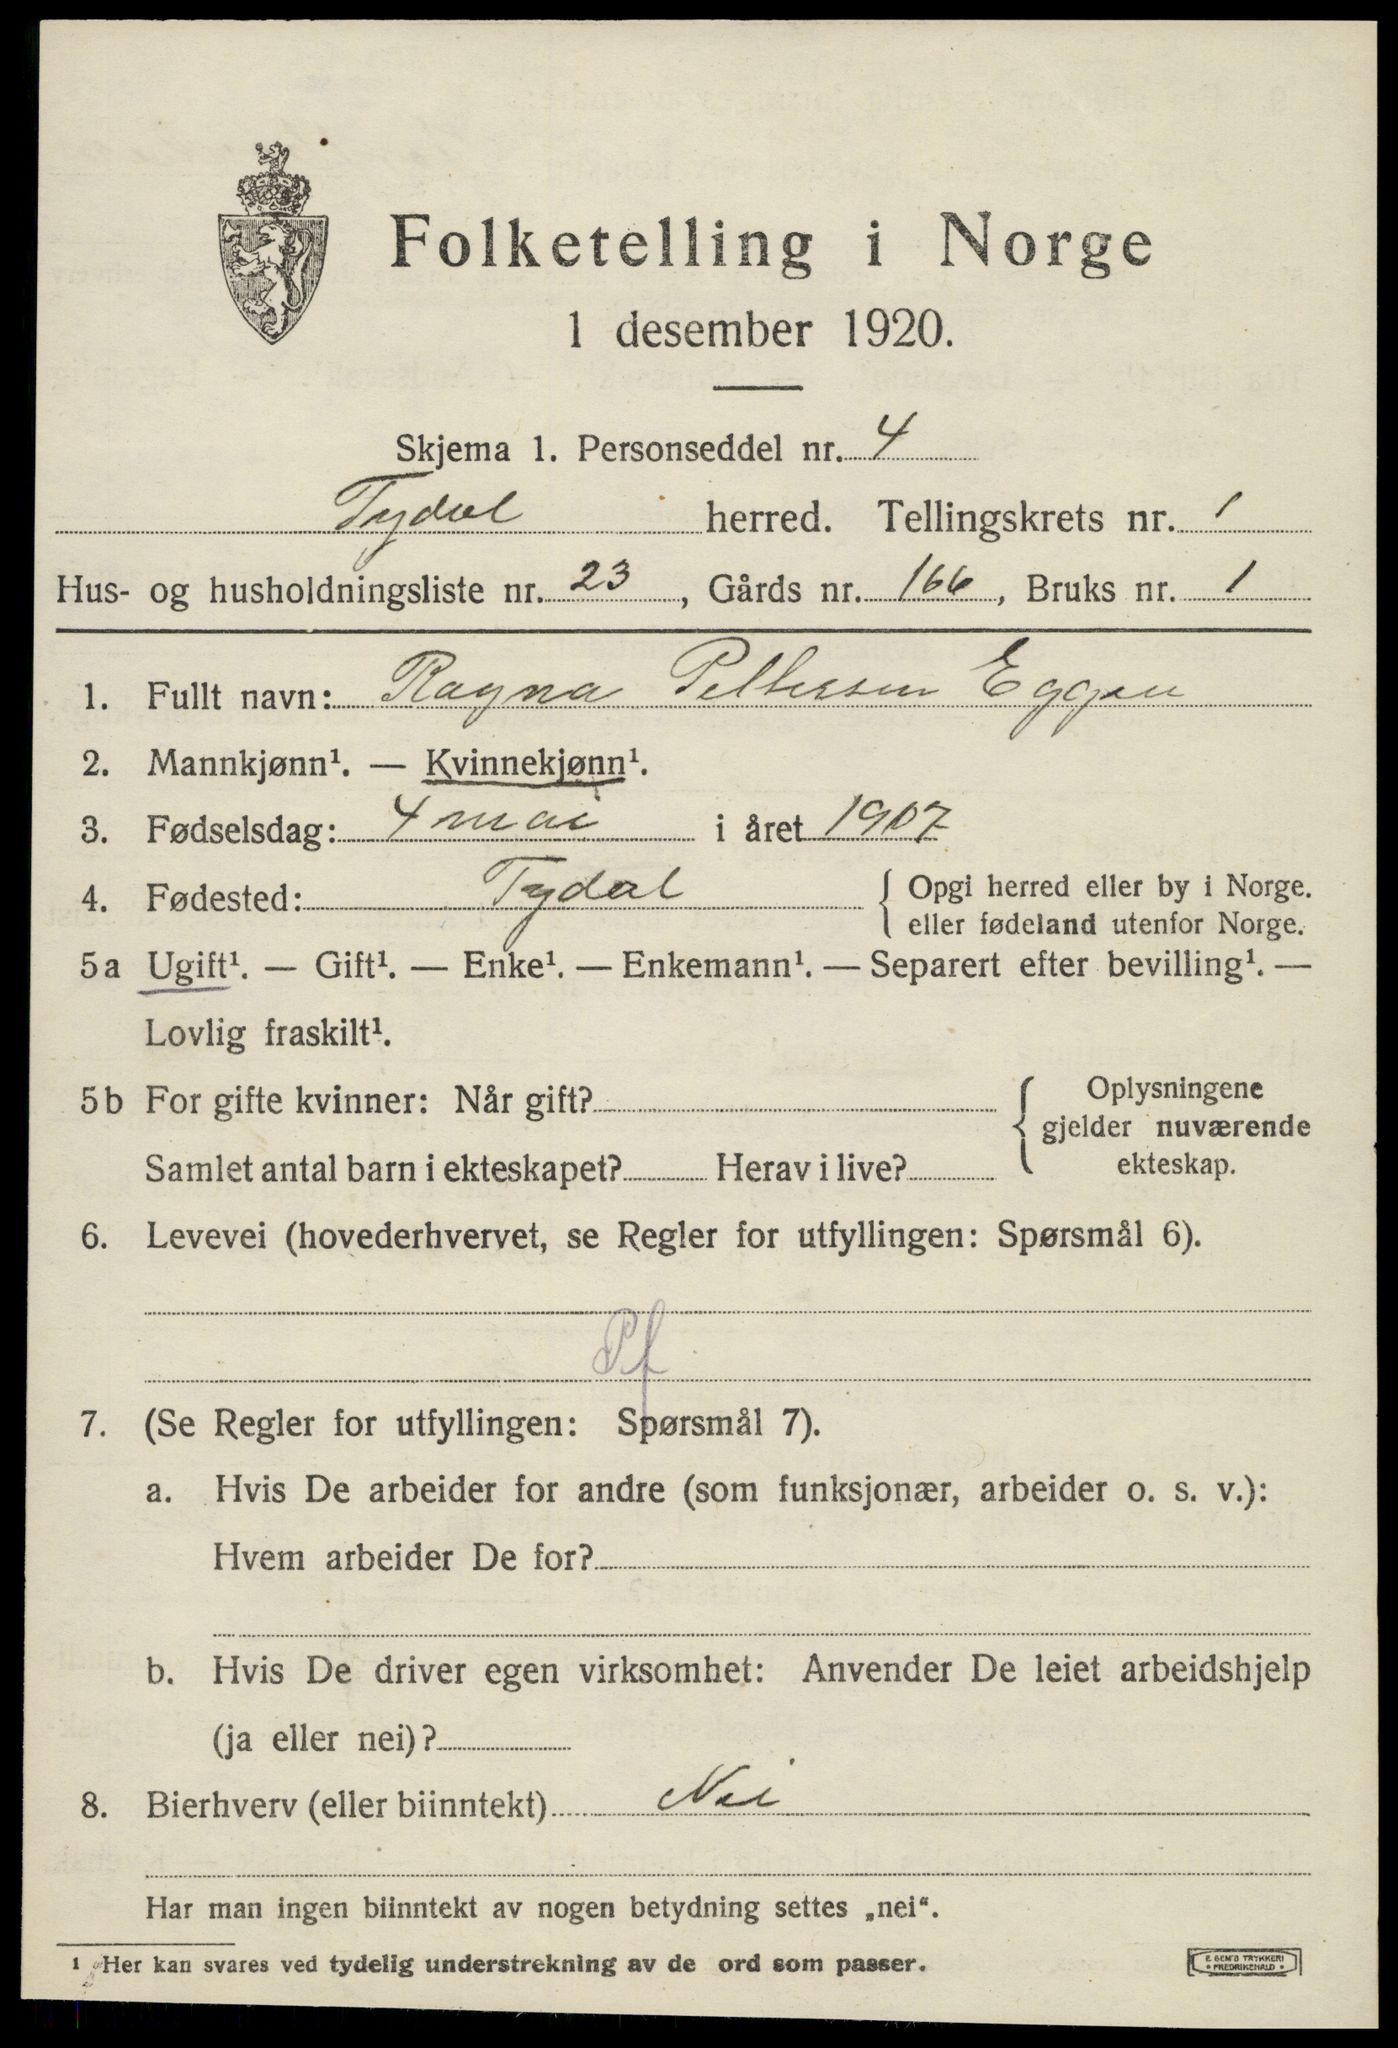 Folketelling i Norge
1 desember 1920.
Skjema 1. Personseddel nr. 4
Tydal herred. Tellingskrets nr. 1
Hus- og husholdningsliste nr. 23, Gårds nr. 166, Bruks nr. 1
1. Fullt navn: Ragna Pettersen Eggen
2. Mannkjønn¹. — Kvinnekjønn¹.
3. Fødselsdag: 4 mai i året 1907
4. Fødested: Tydal { Opgi herred eller by i Norge.
eller fødeland utenfor Norge.
5a Ugift¹. — Gift¹. — Enke¹. — Enkemann¹. — Separert efter bevilling¹. —
Lovlig fraskilt¹.
5b For gifte kvinner: Når gift? { Oplysningene
gjelder nuværende
Samlet antal barn i ekteskapet? Herav i live? ekteskap.
6. Levevei (hovederhvervet, se Regler for utfyllingen: Spørsmål 6).
Pf
7. (Se Regler for utfyllingen: Spørsmål 7).
a. Hvis De arbeider for andre (som funksjonær, arbeider o. s. v.):
Hvem arbeider De for?
b. Hvis De driver egen virksomhet: Anvender De leiet arbeidshjelp
(ja eller nei)?
8. Bierhverv (eller biinntekt) Nei
Har man ingen biinntekt av nogen betydning settes „nei“.
¹ Her kan svares ved tydelig understrekning av de ord som passer.
E. SEM'S TRYKKERI
FREDRIKSHALD